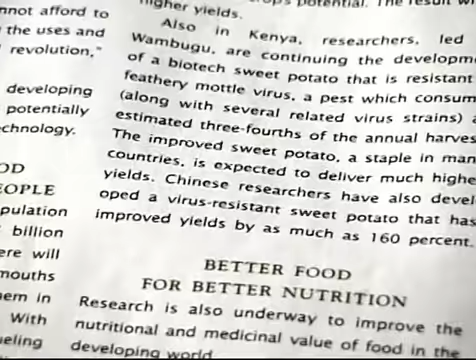 nnot afford to
the uses and
revolution,"
developing
potentially
chnology.
OD
EOPLE
pulation
billion
ere will
mouths
hem in
With
eling
higher yields.
potential. The result
Also in Kenya, researchers, led
Wambugu, are continuing the developm
of a biotech sweet potato that is resistant
feathery mottle virus, a pest which consum
(along with several related virus strains) a
estimated three-fourths of the annual harves
The improved sweet potato, a staple in man
countries, is expected to deliver much highe
yields. Chinese researchers have also devel-
oped a virus-resistant sweet potato that has
improved yields by as much as 160 percent.
BETTER FOOD
FOR BETTER NUTRITION
Research is also underway to improve the
nutritional and medicinal value of food in the
developing world